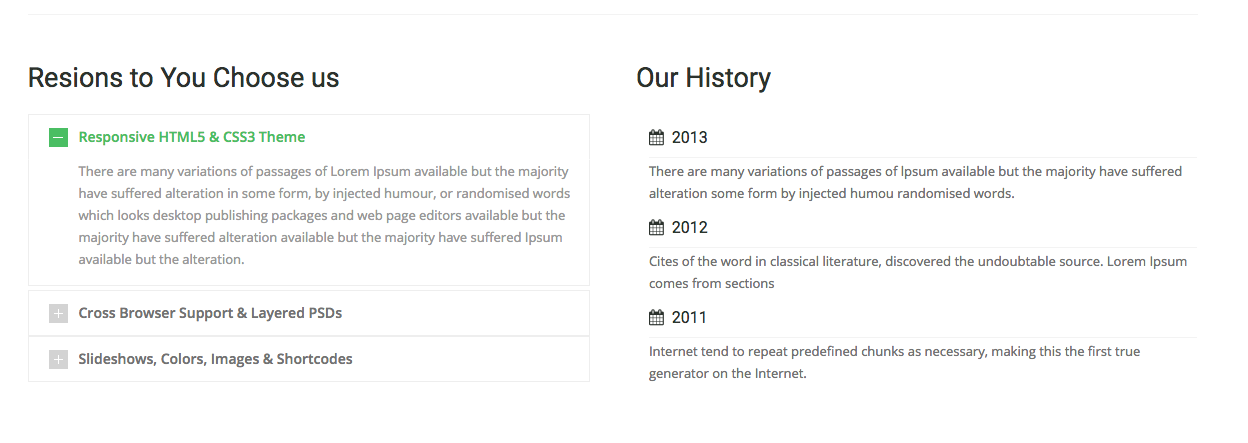 Resions to You Choose us
Responsive HTML5 & CSS3 Theme
There are many variations of passages of Lorem Ipsum available but the majority
have suffered alteration in some form, by injected humour, or randomised words
which looks desktop publishing packages and web page editors available but the
majority have suffered alteration available but the majority have suffered Ipsum
available but the alteration.
Cross Browser Support & Layered PSDs
Slideshows, Colors, Images & Shortcodes
Our History
2013
There are many variations of passages of Ipsum available but the majority have suffered
alteration some form by injected humou randomised words.
2012
Cites of the word in classical literature, discovered the undoubtable source. Lorem Ipsum
comes from sections
2011
Internet tend to repeat predefined chunks as necessary, making this the first true
generator on the Internet.